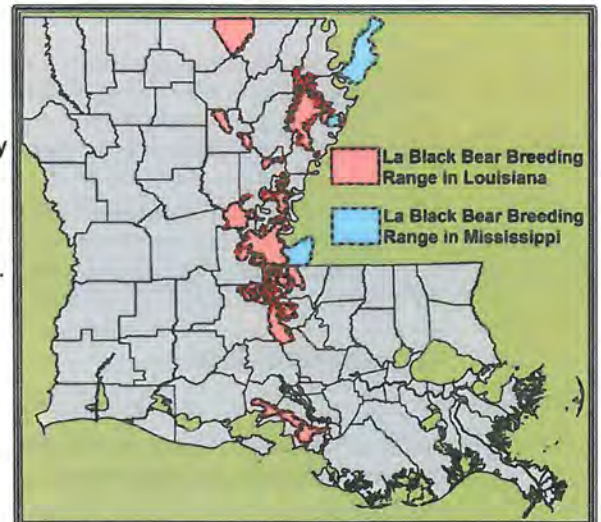 La Black Bear Breeding
Range in Louisiana
La Black Bear Breeding
Range in Mississippi